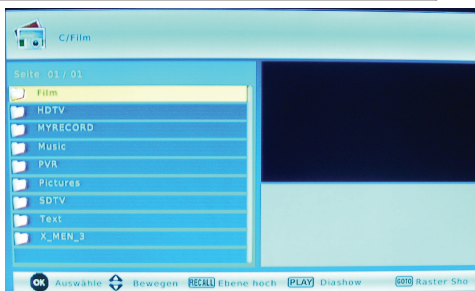 C/Film
Seite 01/01
Film
HDTV
MYRECORD
Music
PVR
Pictures
SDTV
Text
X_MEN_3
OK Auswähle Bewegen RECALL Ebene hoch PLAY Diashow GOTO Raster Sho